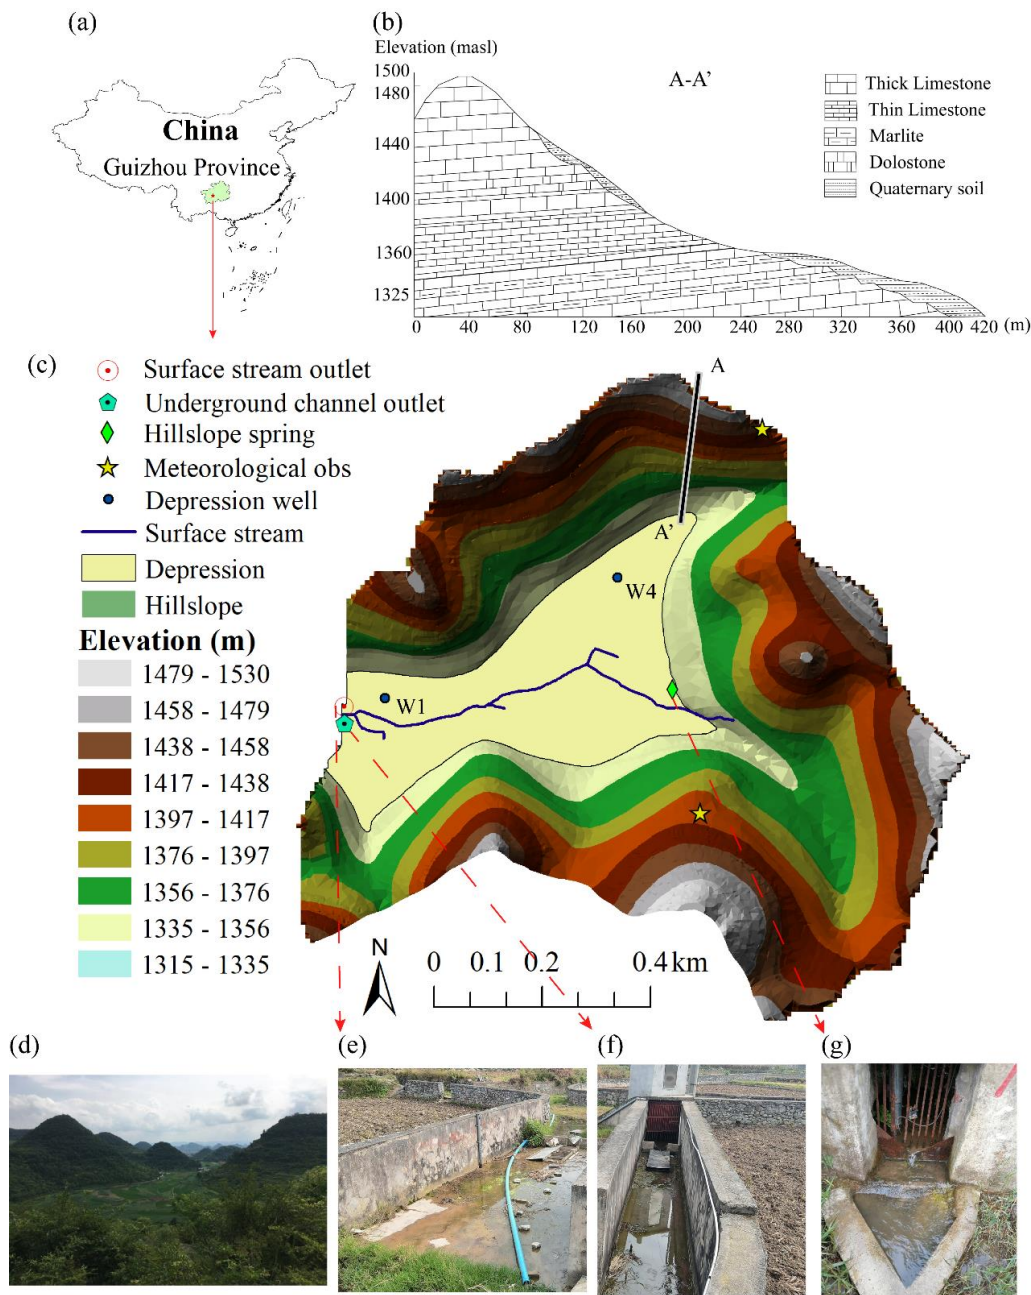 (a)
China
Guizhou Province
(b)
Elevation (masl)
A-A'
1500
1480
1440
1400
1360
1325
0 40 80 120 160 200 240 280 320 360 400 420 (m)
Thick Limestone
Thin Limestone
Marlite
Dolostone
Quaternary soil
(c)
Surface stream outlet
Underground channel outlet
Hillslope spring
Meteorological obs
Depression well
Surface stream
Depression
Hillslope
Elevation (m)
1479 - 1530
1458 - 1479
1438 - 1458
1417 - 1438
1397 - 1417
1376 - 1397
1356 - 1376
1335 - 1356
1315 - 1335
A
A'
W4
W1
N
0 0.1 0.2 0.4 km
(d)
(e)
(f)
(g)